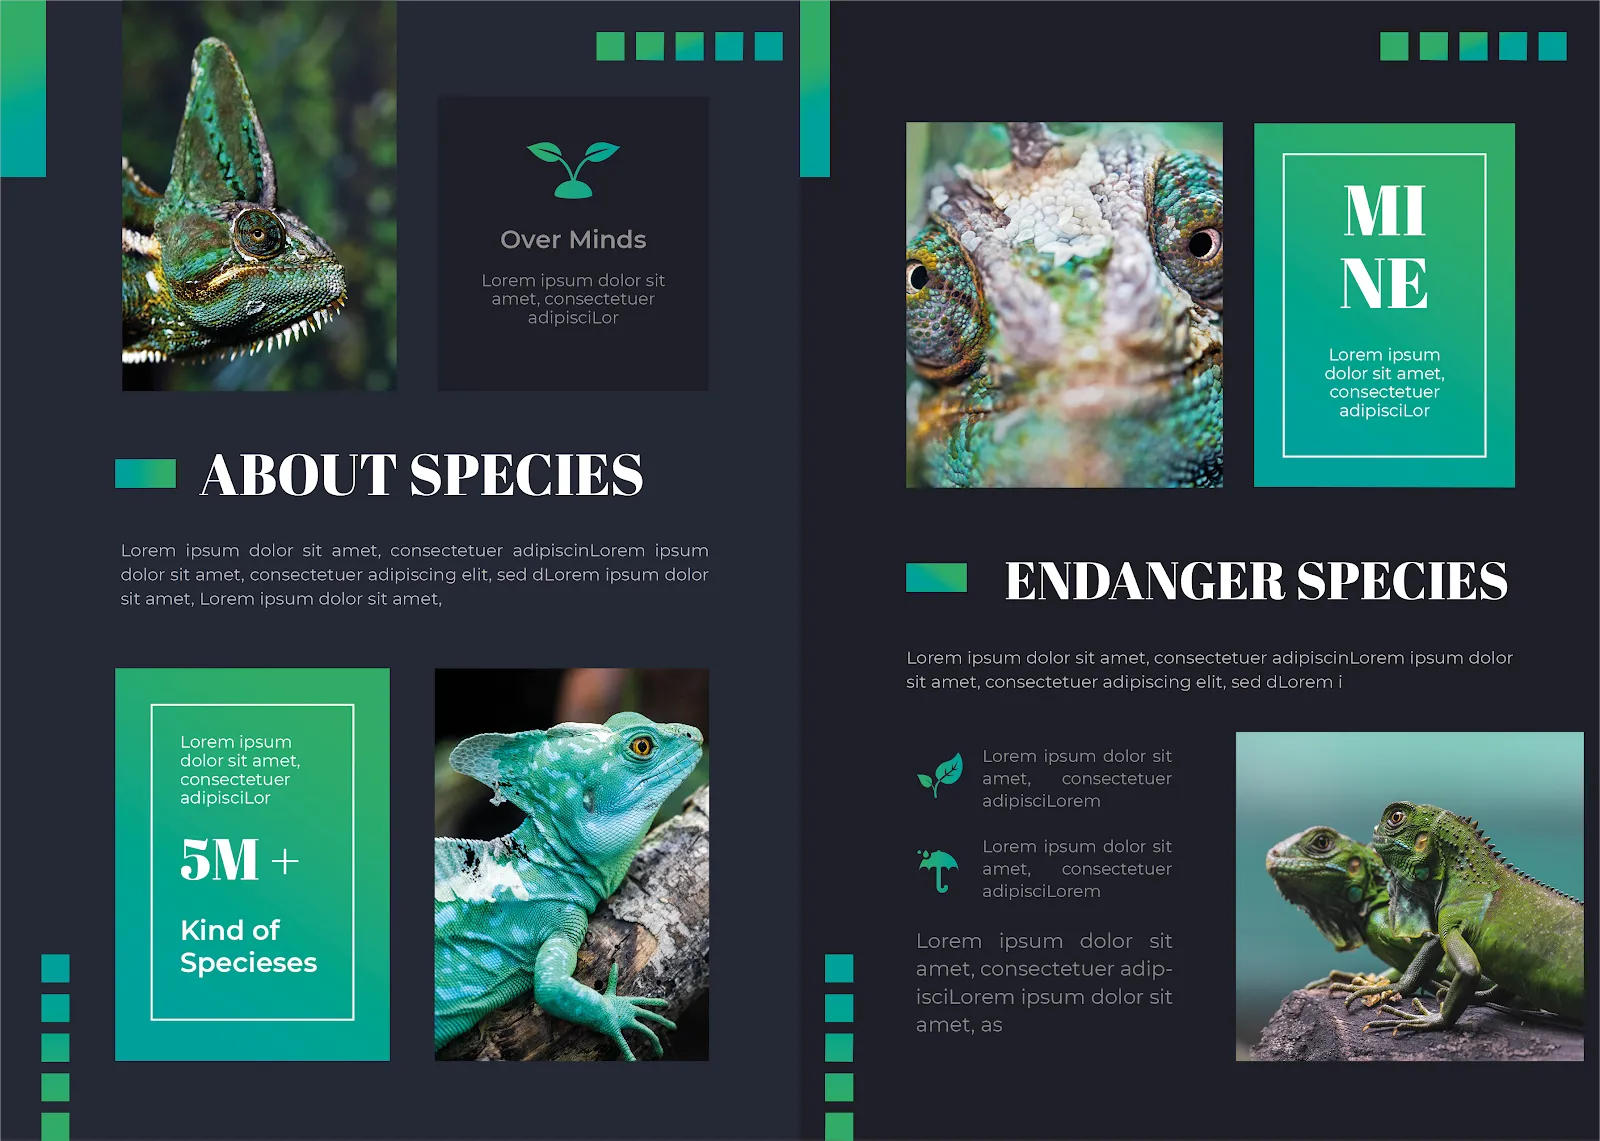 Over Minds
Lorem ipsum dolor sit
amet, consectetuer
adipisciLor
ABOUT SPECIES
Lorem ipsum dolor sit amet, consectetuer adipiscinLorem ipsum
dolor sit amet, consectetuer adipiscing elit, sed dLorem ipsum dolor
sit amet, Lorem ipsum dolor sit amet,
Lorem ipsum
dolor sit amet,
consectetuer
adipisciLor
5M +
Kind of
Specieses
MI
NE
Lorem ipsum
dolor sit amet,
consectetuer
adipisciLor
ENDANGER SPECIES
Lorem ipsum dolor sit amet, consectetuer adipiscinLorem ipsum dolor
sit amet, consectetuer adipiscing elit, sed dLorem i
Lorem ipsum dolor sit
amet, consectetuer
adipisciLorem
Lorem ipsum dolor sit
amet, consectetuer
adipisciLorem
Lorem ipsum dolor sit
amet, consectetuer adip-
isciLorem ipsum dolor sit
amet, as